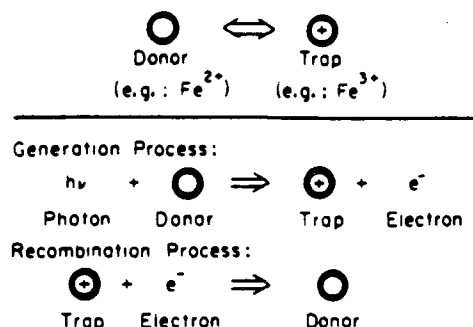 Donor Trap
(e.g.: Fe²⁺) (e.g.: Fe³⁺)
Generation Process:
hν + ⇒ + + e⁻
Photon Donor Trap Electron
Recombination Process:
+ + e⁻ ⇒
Trap Electron Donor